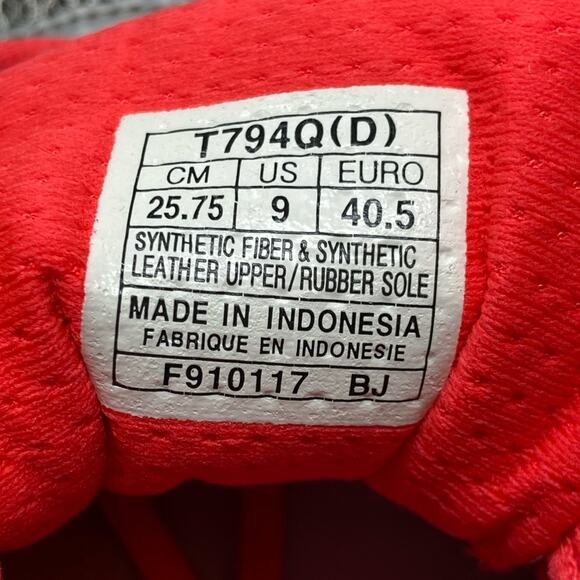 T794Q(D)
CM US EURO
25.75 9 40.5
SYNTHETIC FIBER & SYNTHETIC
LEATHER UPPER/RUBBER SOLE
MADE IN INDONESIA
FABRIQUE EN INDONESIE
F910117 BJ